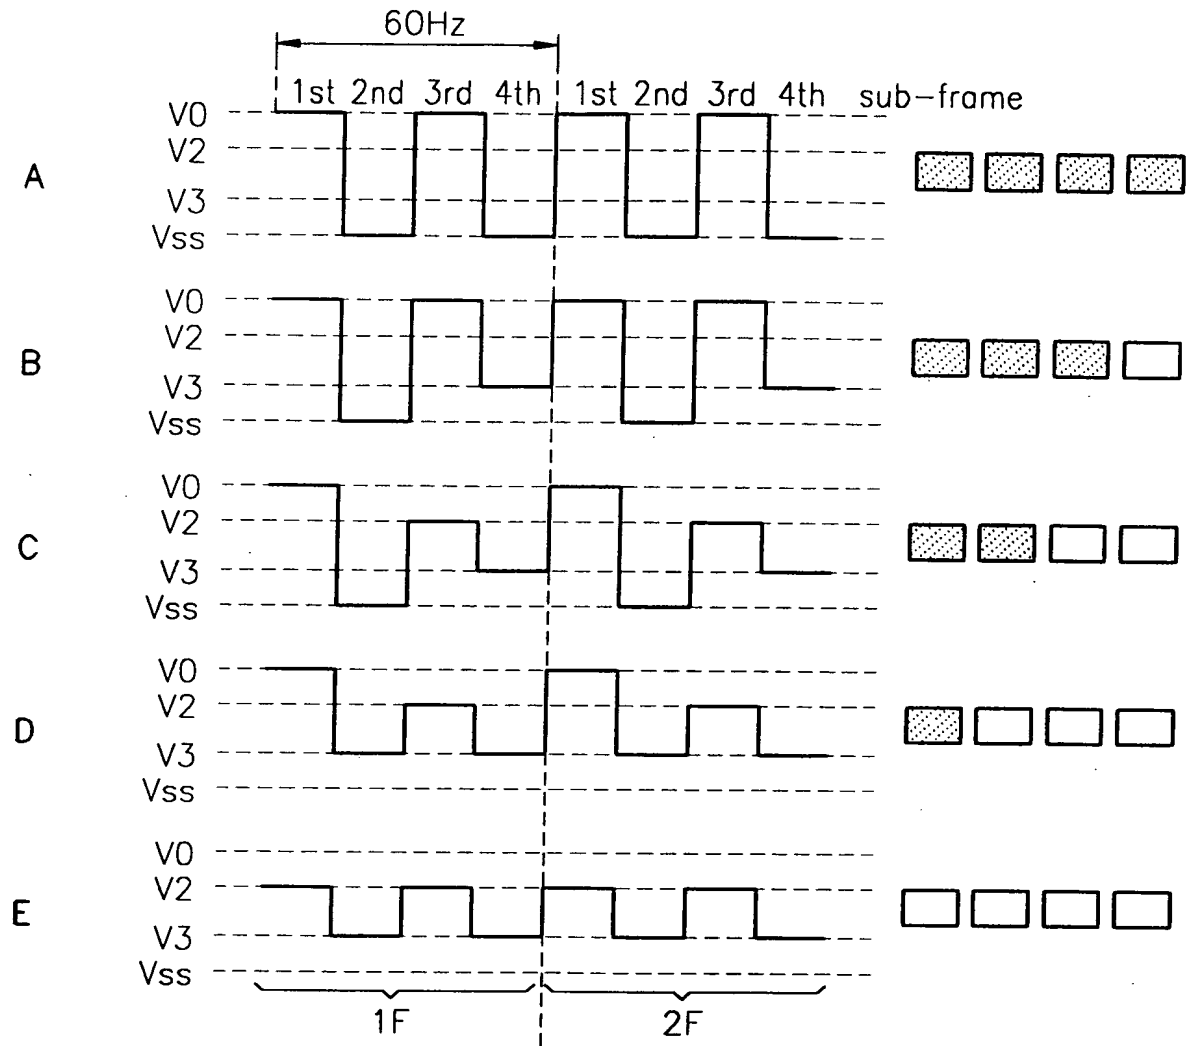 60Hz
1st 2nd 3rd 4th 1st 2nd 3rd 4th sub-frame
V0
V2
A
V3
Vss
V0
V2
B
V3
Vss
V0
V2
C
V3
Vss
V0
V2
D
V3
Vss
V0
V2
E
V3
Vss
1F 2F